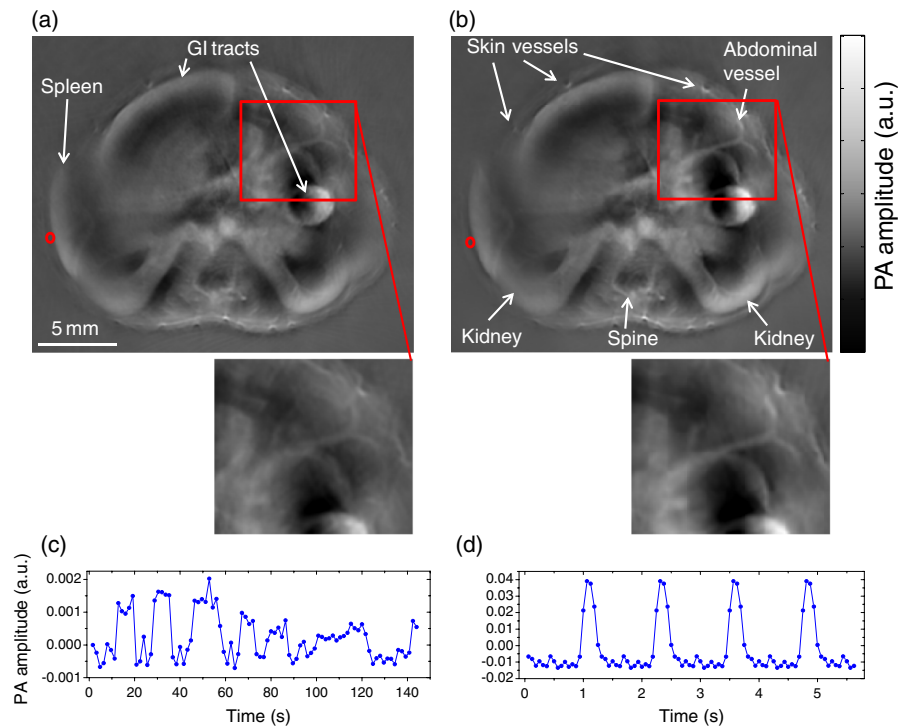 (a)
GI tracts
Spleen
5 mm
(b)
Skin vessels
Abdominal
vessel
Kidney
Spine
Kidney
PA amplitude (a.u.)
(c)
PA amplitude (a.u.)
0.002
0.001
0.000
-0.001
0 20 40 60 80 100 120 140
Time (s)
(d)
0.04
0.03
0.02
0.01
0.00
-0.01
-0.02
0 1 2 3 4 5
Time (s)